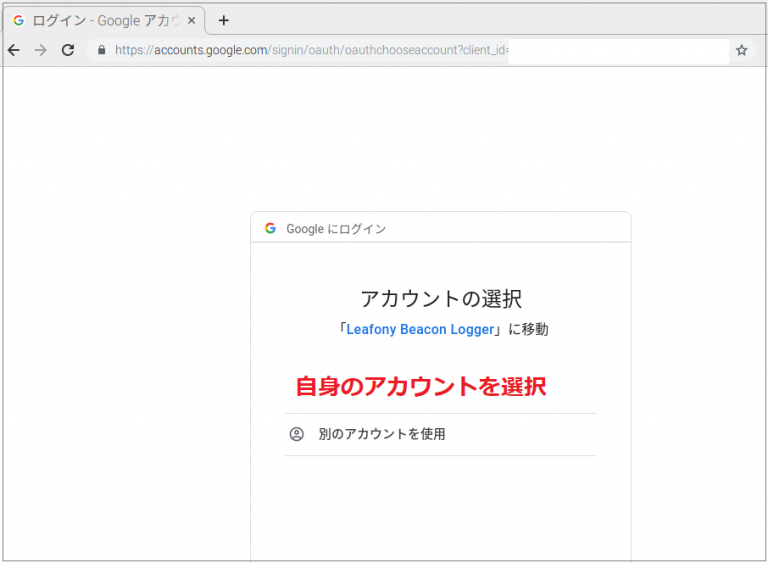 ログイン - Google アカウ
https://accounts.google.com/signin/oauth/oauthchooseaccount?client_id=
Google にログイン
アカウントの選択
「Leafony Beacon Logger」に移動
自身のアカウントを選択
別のアカウントを使用